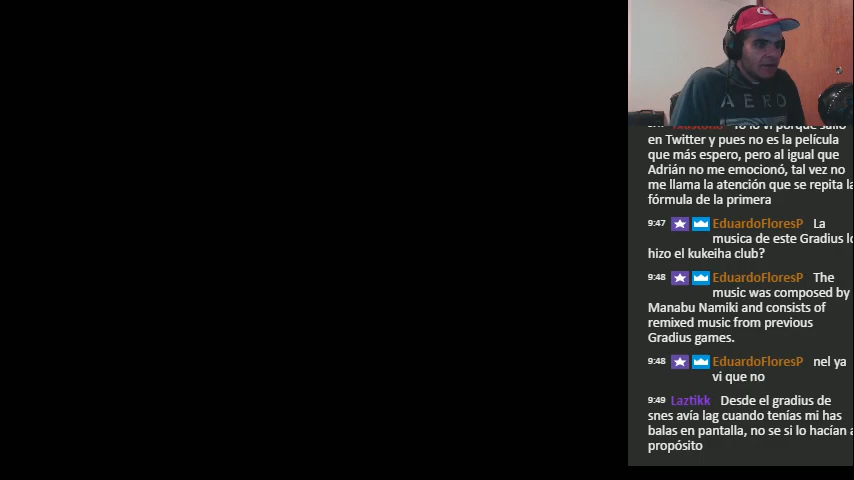 AERO
Yo lo vi porque salió
en Twitter y pues no es la película
que más espero, pero al igual que
Adrián no me emocionó, tal vez no
me llama la atención que se repita la
fórmula de la primera
9:47 EduardoFloresP La
musica de este Gradius lo
hizo el kukeiha club?
9:48 EduardoFloresP The
music was composed by
Manabu Namiki and consists of
remixed music from previous
Gradius games.
9:48 EduardoFloresP nel ya
vi que no
9:49 Laztikk Desde el gradius de
snes avía lag cuando tenías mi has
balas en pantalla, no se si lo hacían a
propósito